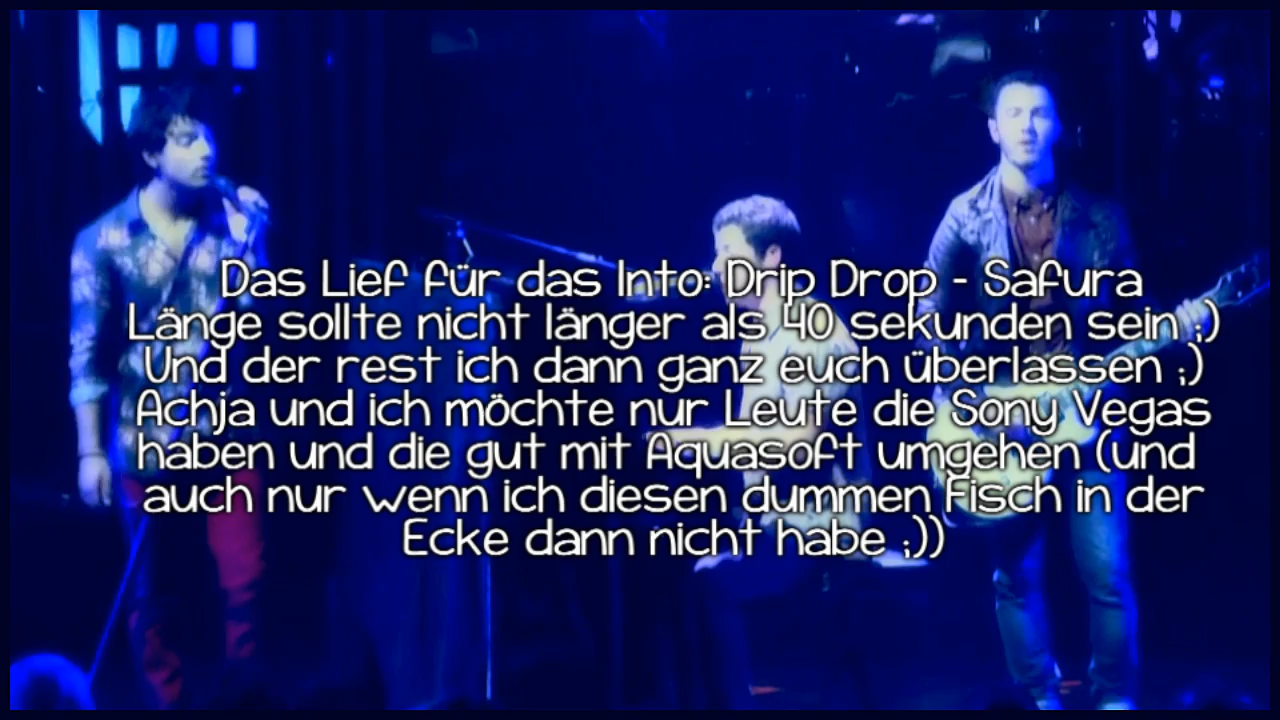 Das Lief für das Into: Drip Drop - Safura
Länge sollte nicht länger als 40 sekunden sein ;)
Und der rest ich dann ganz euch überlassen ;)
Achja und ich möchte nur Leute die Sony Vegas
haben und die gut mit Aquasoft umgehen (und
auch nur wenn ich diesen dummen Fisch in der
Ecke dann nicht habe ;))